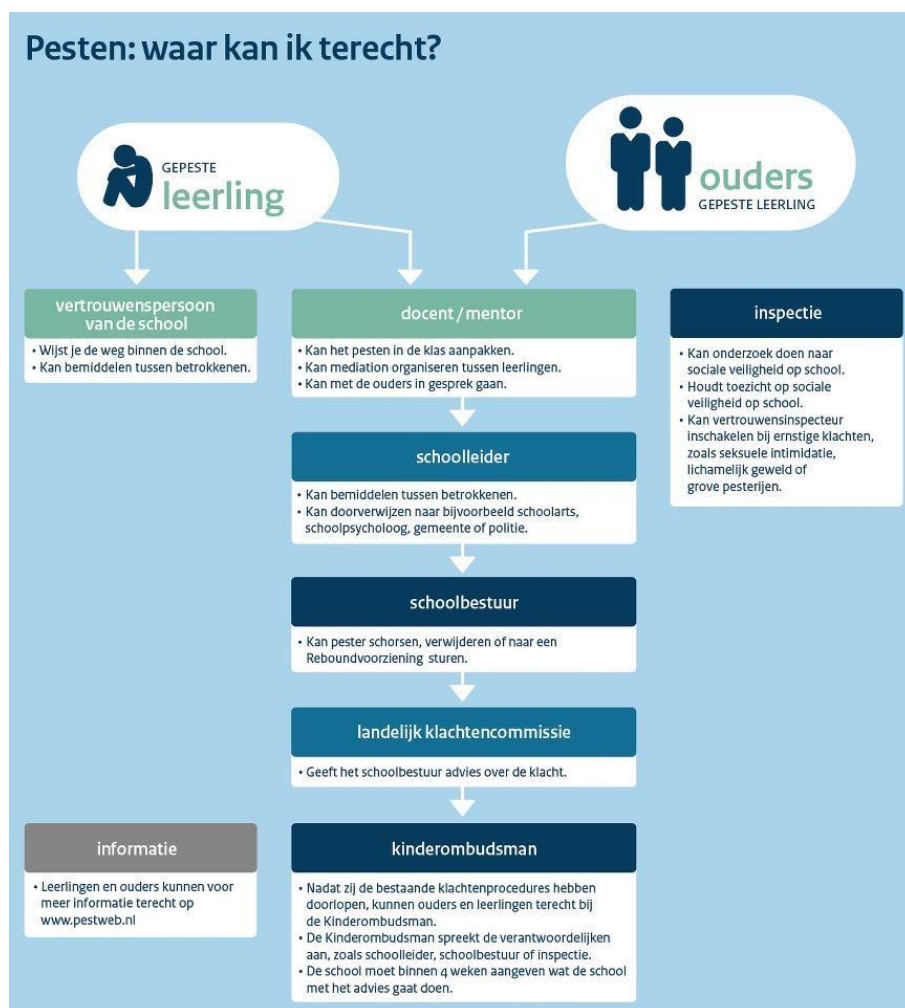 Pesten: waar kan ik terecht?
GEPESTE
leerling
ouders
GEPESTE LEERLING
vertrouwenspersoon
van de school
• Wijst je de weg binnen de school.
• Kan bemiddelen tussen betrokkenen.
docent / mentor
• Kan het pesten in de klas aanpakken.
• Kan mediation organiseren tussen leerlingen.
• Kan met de ouders in gesprek gaan.
inspectie
• Kan onderzoek doen naar
sociale veiligheid op school.
• Houdt toezicht op sociale
veiligheid op school.
• Kan vertrouwensinspecteur
inschakelen bij ernstige klachten,
zoals seksuele intimidatie,
lichamelijk geweld of
grove pesterijen.
schoolleider
• Kan bemiddelen tussen betrokkenen.
• Kan doorverwijzen naar bijvoorbeeld schoolarts,
schoolpsycholoog, gemeente of politie.
schoolbestuur
• Kan pester schorsen, verwijderen of naar een
Reboundvoorziening sturen.
landelijk klachtencommissie
• Geeft het schoolbestuur advies over de klacht.
informatie
• Leerlingen en ouders kunnen voor
meer informatie terecht op
www.pestweb.nl
kinderombudsman
• Nadat zij de bestaande klachtenprocedures hebben
doorlopen, kunnen ouders en leerlingen terecht bij
de Kinderombudsman.
• De Kinderombudsman spreekt de verantwoordelijken
aan, zoals schoolleider, schoolbestuur of inspectie.
• De school moet binnen 4 weken aangeven wat de school
met het advies gaat doen.